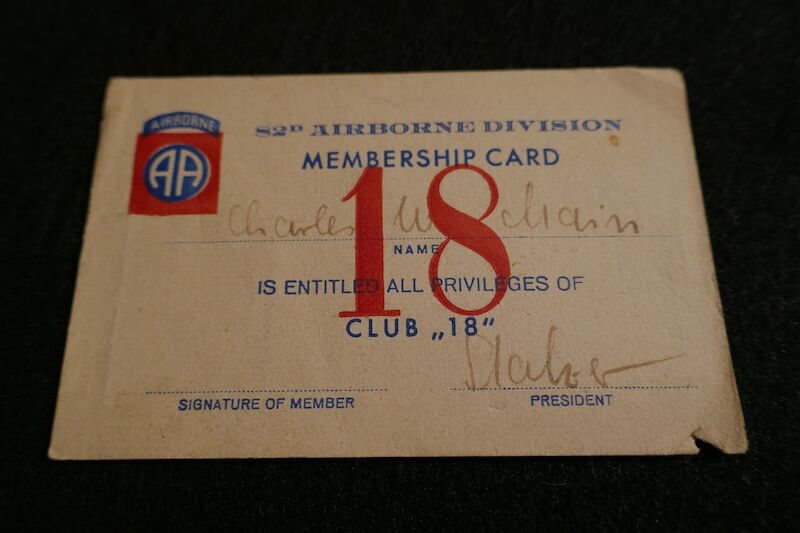 AIRBORNE
AA
82D AIRBORNE DIVISION
MEMBERSHIP CARD
18
Charles W.
NAME
IS ENTITLED ALL PRIVILEGES OF
CLUB „18“
SIGNATURE OF MEMBER
PRESIDENT